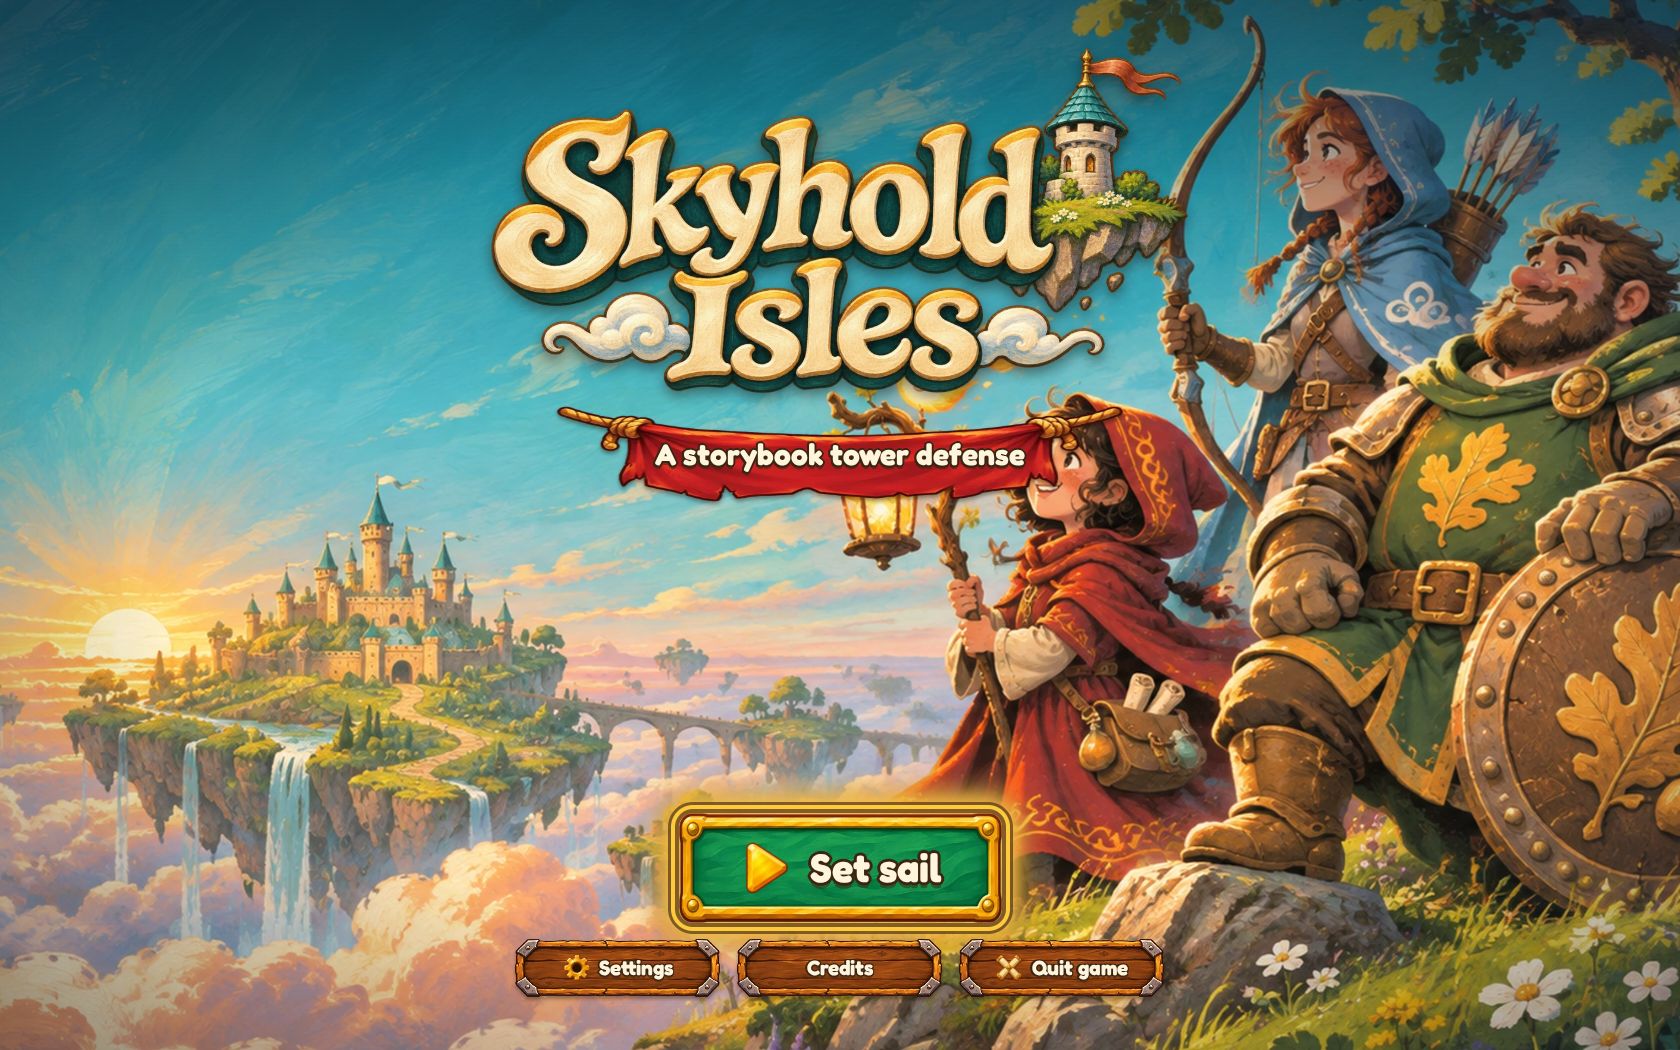 Skyhold
Isles
A storybook tower defense
Set sail
Settings
Credits
Quit game